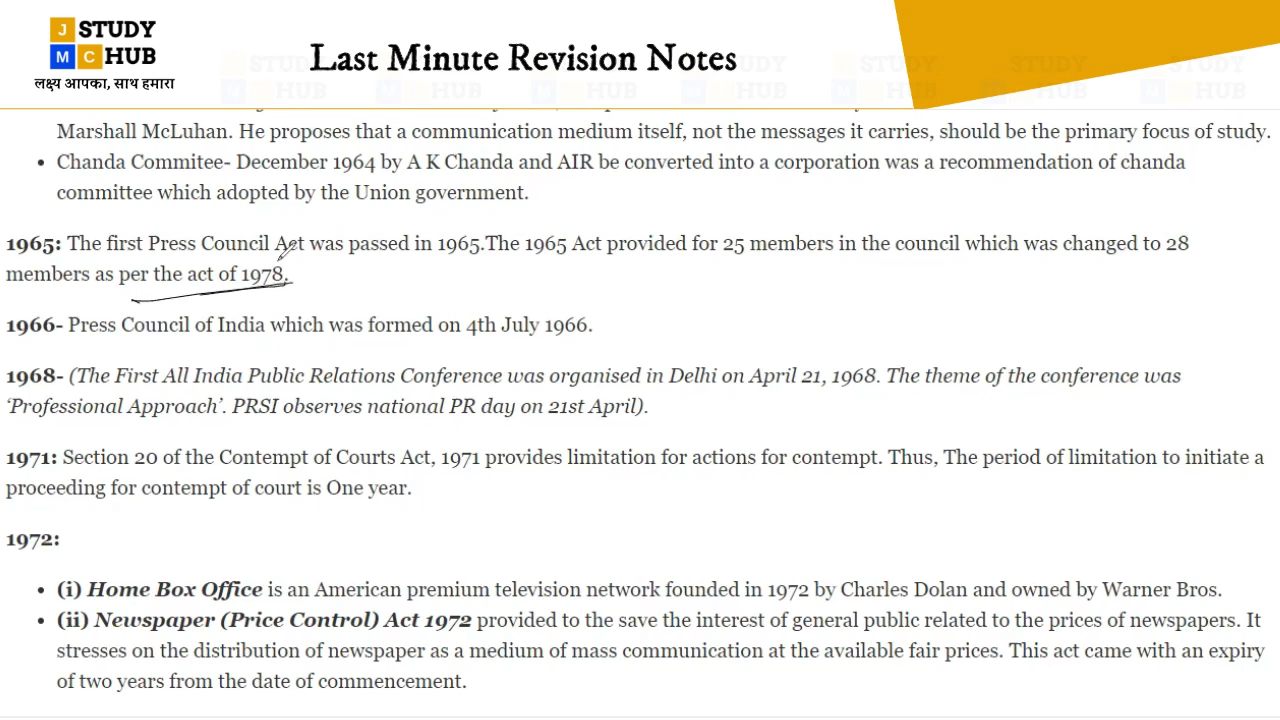 J STUDY
M C HUB
लक्ष्य आपका, साथ हमारा
Last Minute Revision Notes
Marshall McLuhan. He proposes that a communication medium itself, not the messages it carries, should be the primary focus of study.
• Chanda Commitee- December 1964 by A K Chanda and AIR be converted into a corporation was a recommendation of chanda
committee which adopted by the Union government.
1965: The first Press Council Act was passed in 1965.The 1965 Act provided for 25 members in the council which was changed to 28
members as per the act of 1978.
1966- Press Council of India which was formed on 4th July 1966.
1968- (The First All India Public Relations Conference was organised in Delhi on April 21, 1968. The theme of the conference was
‘Professional Approach’. PRSI observes national PR day on 21st April).
1971: Section 20 of the Contempt of Courts Act, 1971 provides limitation for actions for contempt. Thus, The period of limitation to initiate a
proceeding for contempt of court is One year.
1972:
• (i) Home Box Office is an American premium television network founded in 1972 by Charles Dolan and owned by Warner Bros.
• (ii) Newspaper (Price Control) Act 1972 provided to the save the interest of general public related to the prices of newspapers. It
stresses on the distribution of newspaper as a medium of mass communication at the available fair prices. This act came with an expiry
of two years from the date of commencement.